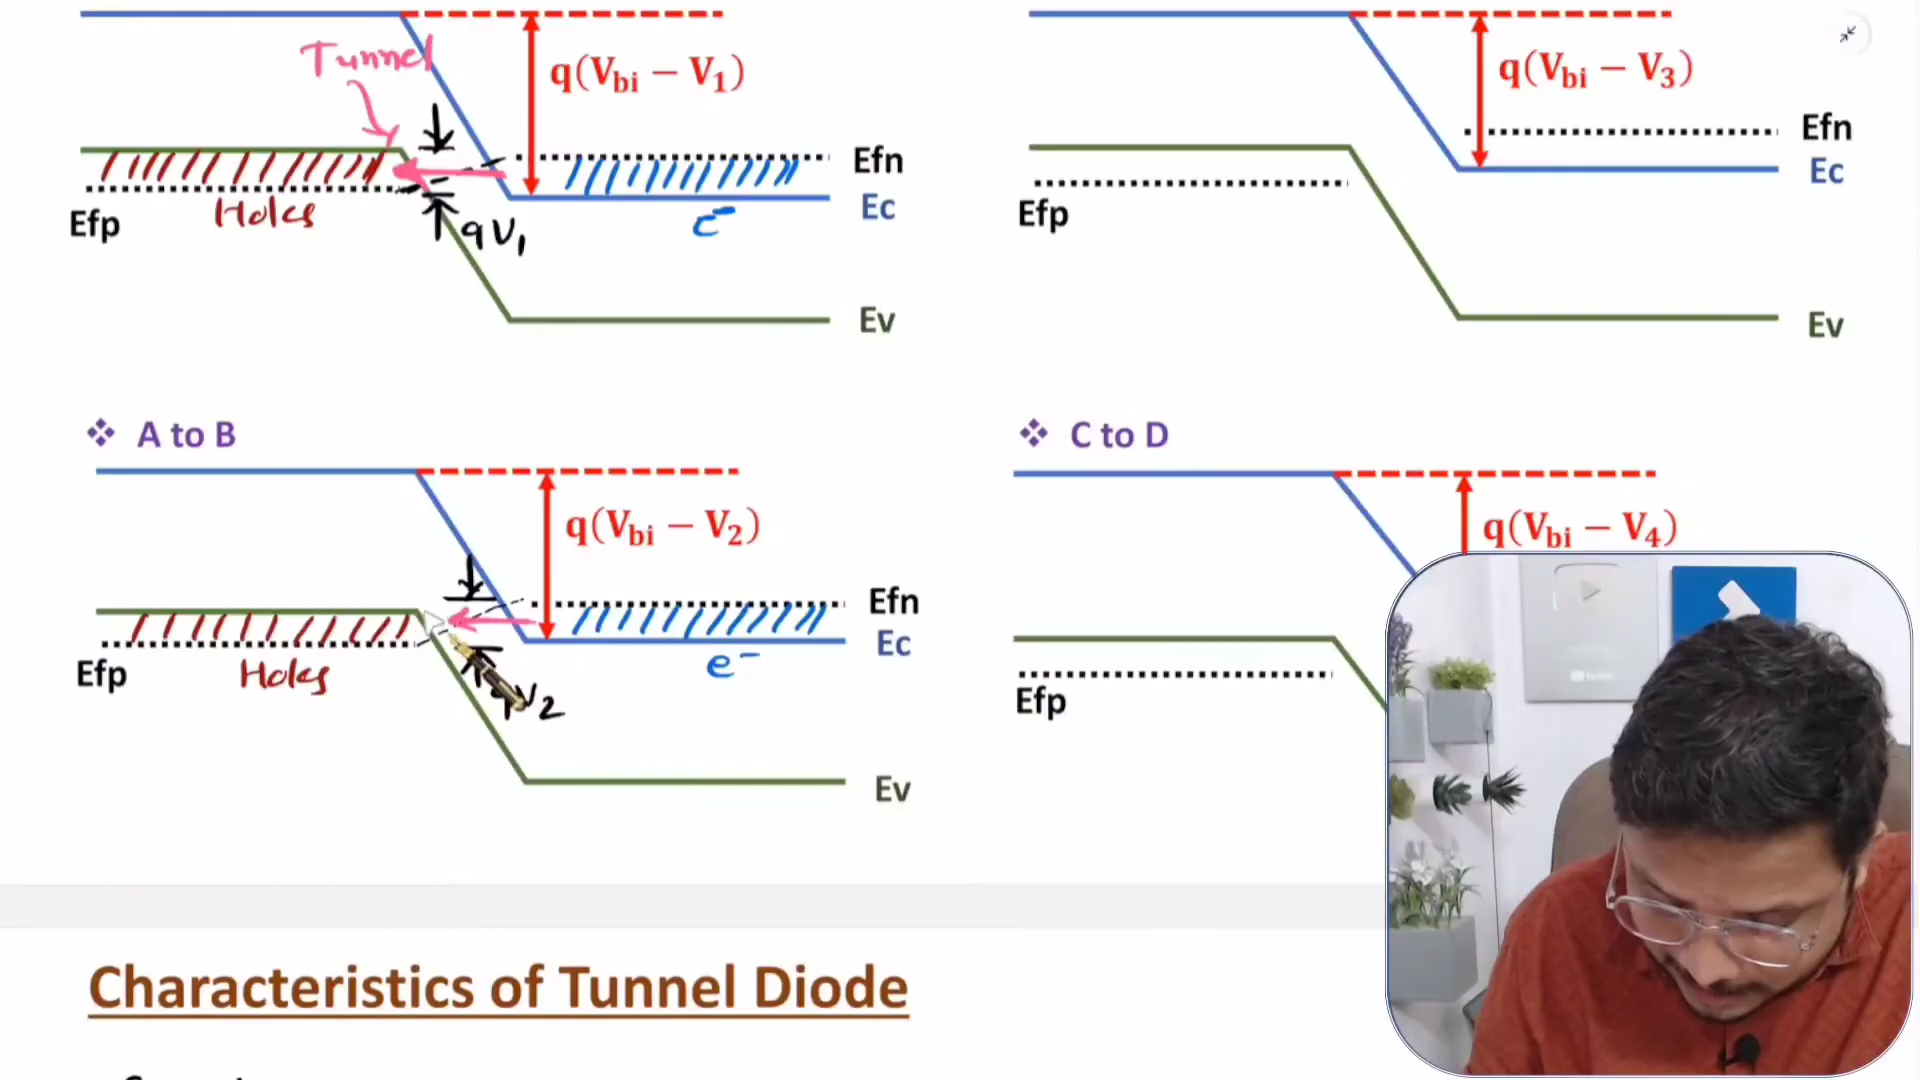 Tunnel
q(Vbi − V1)
Efn
Ec
Holes
e−
Efp
qV1
Ev
q(Vbi − V3)
Efn
Ec
Efp
Ev
❖ A to B
q(Vbi − V2)
Efn
Ec
Holes
e−
Efp
V2
Ev
❖ C to D
q(Vbi − V4)
Efp
Characteristics of Tunnel Diode